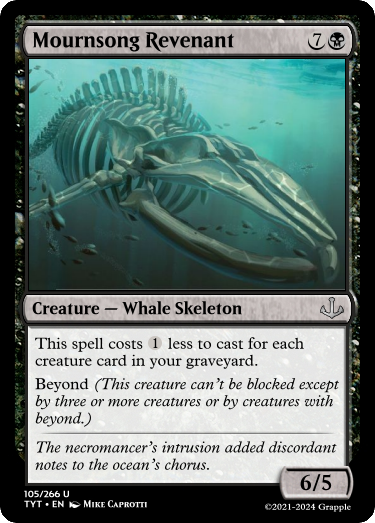 Mournsong Revenant 7
Creature — Whale Skeleton
This spell costs 1 less to cast for each
creature card in your graveyard.
Beyond (This creature can't be blocked except
by three or more creatures or by creatures with
beyond.)
The necromancer's intrusion added discordant
notes to the ocean's chorus.
6/5
105/266 U
TYT • EN Mike Caprotti
©2021-2024 Grapple